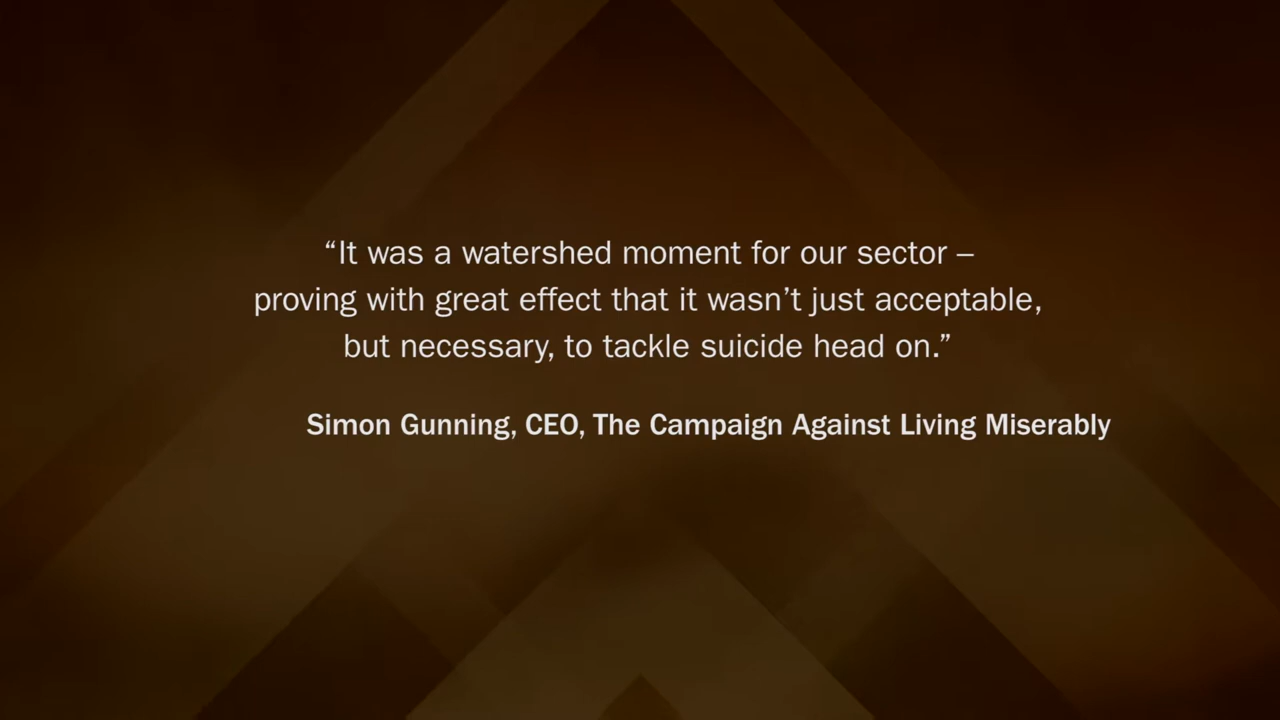 “It was a watershed moment for our sector –
proving with great effect that it wasn’t just acceptable,
but necessary, to tackle suicide head on.”
Simon Gunning, CEO, The Campaign Against Living Miserably